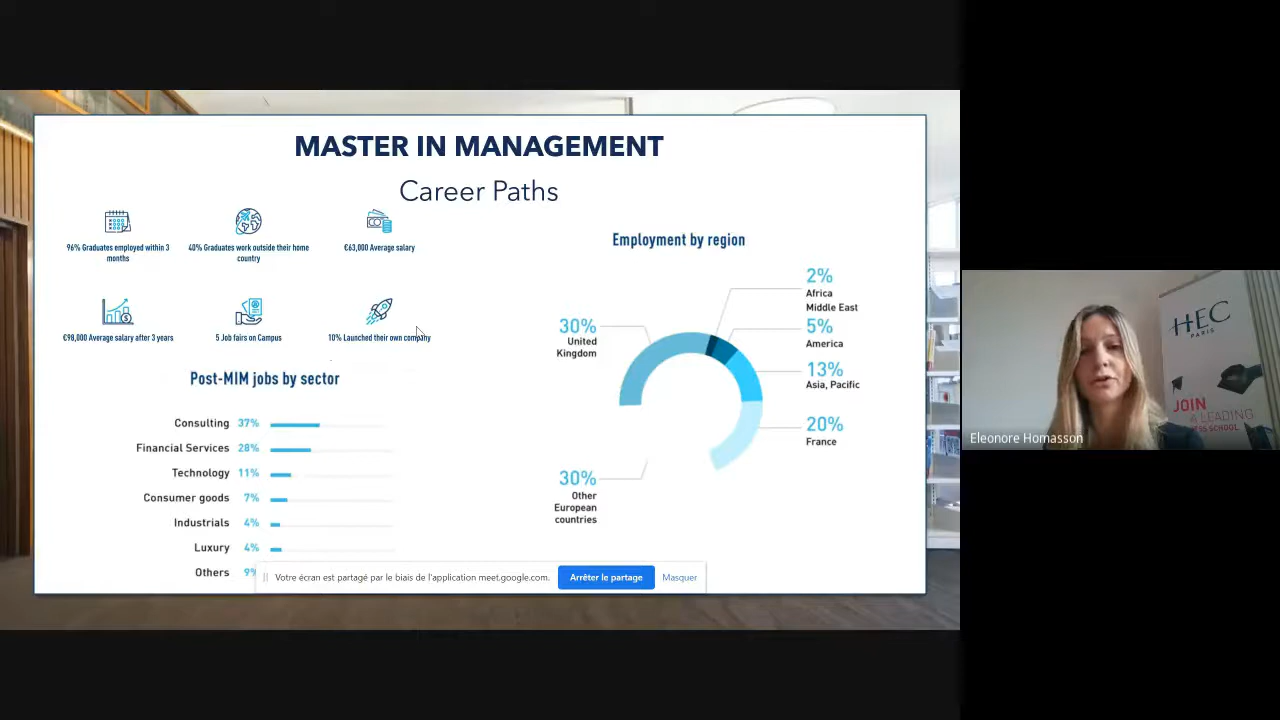 MASTER IN MANAGEMENT
Career Paths
96% Graduates employed within 3
months
40% Graduates work outside their home
country
€63,000 Average salary
€98,000 Average salary after 3 years
5 Job fairs on Campus
10% Launched their own company
Post-MIM jobs by sector
Consulting 37%
Financial Services 28%
Technology 11%
Consumer goods 7%
Industrials 4%
Luxury 4%
Others 9%
Employment by region
2%
Africa
Middle East
5%
America
13%
Asia, Pacific
20%
France
30%
United
Kingdom
30%
Other
European
countries
Votre écran est partagé par le biais de l'application meet.google.com.
Arrêter le partage
Masquer
HEC
PARIS
JOIN
A LEADING
SCHOOL
Eleonore Homasson